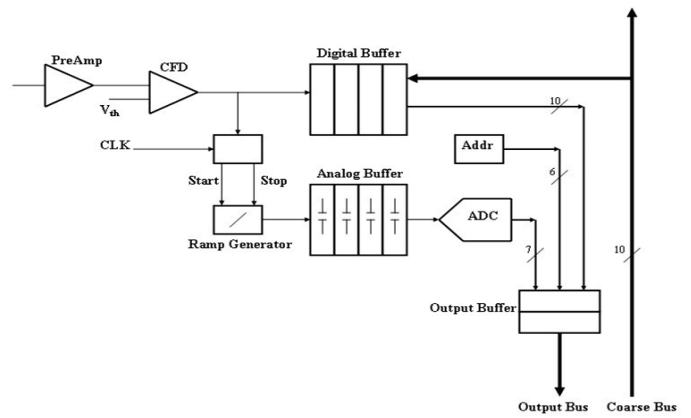 PreAmp
CFD
Digital Buffer
V_th
10
CLK
Addr
Start
Stop
Analog Buffer
6
ADC
Ramp Generator
7
10
Output Buffer
Output Bus
Coarse Bus